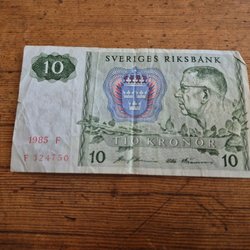 SVERIGES RIKSBANK
10
1985 F
F 324750
TIO KRONOR
10
10